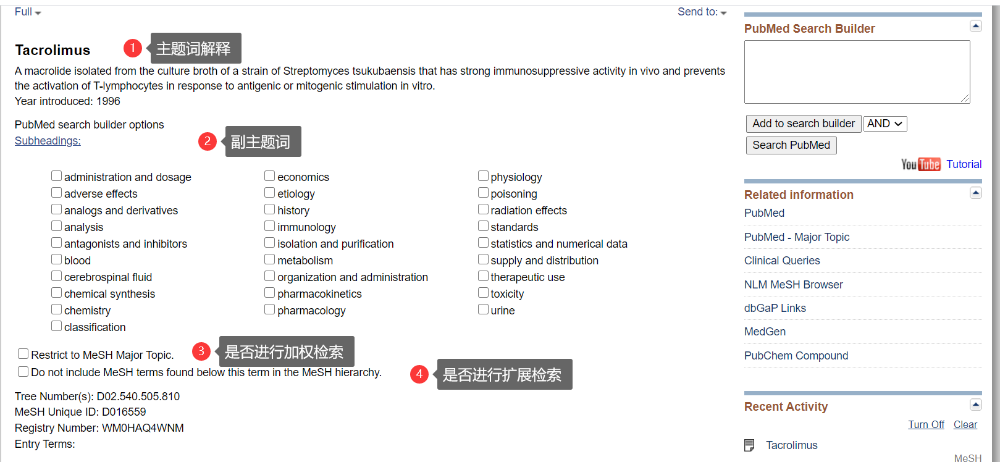 Full
Send to:
Tacrolimus
1 主题词解释
A macrolide isolated from the culture broth of a strain of Streptomyces tsukubaensis that has strong immunosuppressive activity in vivo and prevents
the activation of T-lymphocytes in response to antigenic or mitogenic stimulation in vitro.
Year introduced: 1996
PubMed search builder options
Subheadings:
2 副主题词
administration and dosage
adverse effects
analogs and derivatives
analysis
antagonists and inhibitors
blood
cerebrospinal fluid
chemical synthesis
chemistry
classification
economics
etiology
history
immunology
isolation and purification
metabolism
organization and administration
pharmacokinetics
pharmacology
physiology
poisoning
radiation effects
standards
statistics and numerical data
supply and distribution
therapeutic use
toxicity
urine
Restrict to MeSH Major Topic.
3 是否进行加权检索
Do not include MeSH terms found below this term in the MeSH hierarchy.
4 是否进行扩展检索
Tree Number(s): D02.540.505.810
MeSH Unique ID: D016559
Registry Number: WM0HAQ4WNM
Entry Terms:
PubMed Search Builder
Add to search builder AND
Search PubMed
YouTube Tutorial
Related information
PubMed
PubMed - Major Topic
Clinical Queries
NLM MeSH Browser
dbGaP Links
MedGen
PubChem Compound
Recent Activity
Turn Off Clear
Tacrolimus
MeSH